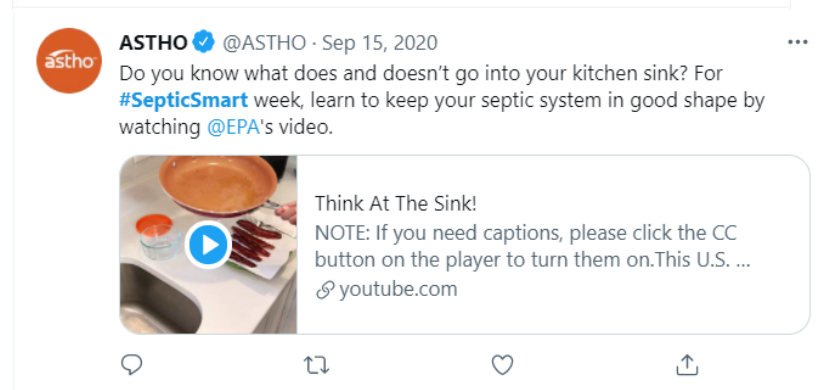 astho
ASTHO @ASTHO · Sep 15, 2020
Do you know what does and doesn’t go into your kitchen sink? For
#SepticSmart week, learn to keep your septic system in good shape by
watching @EPA's video.
Think At The Sink!
NOTE: If you need captions, please click the CC
button on the player to turn them on.This U.S. ...
youtube.com